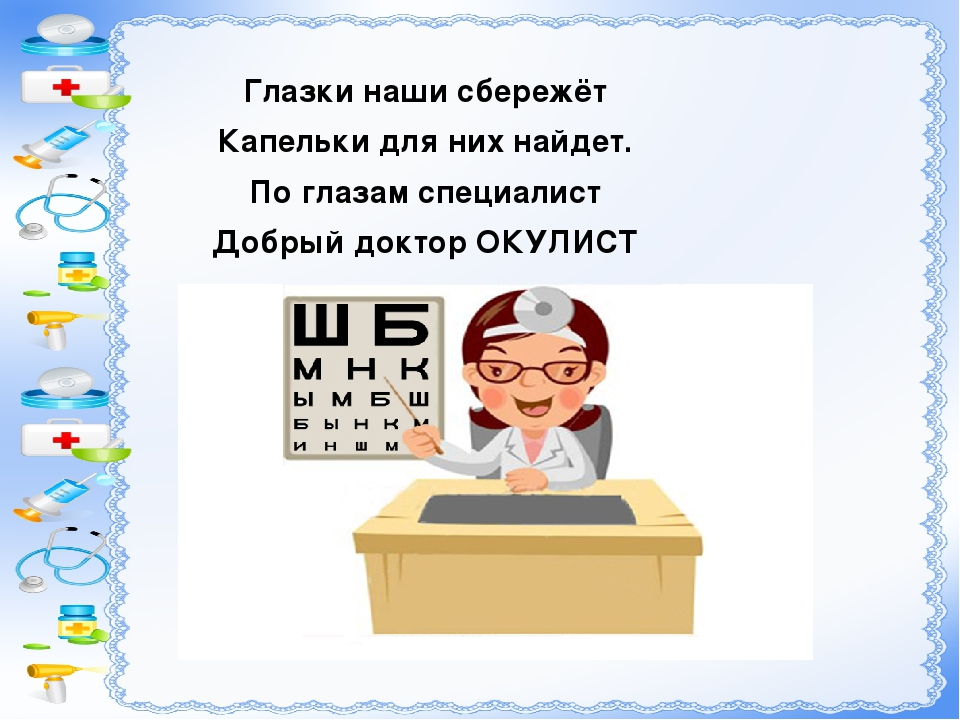 Глазки наши сбережёт
Капельки для них найдет.
По глазам специалист
Добрый доктор ОКУЛИСТ
Ш Б
М Н К
Ы М Б Ш
Б Ы Н К М
И Н Ш М